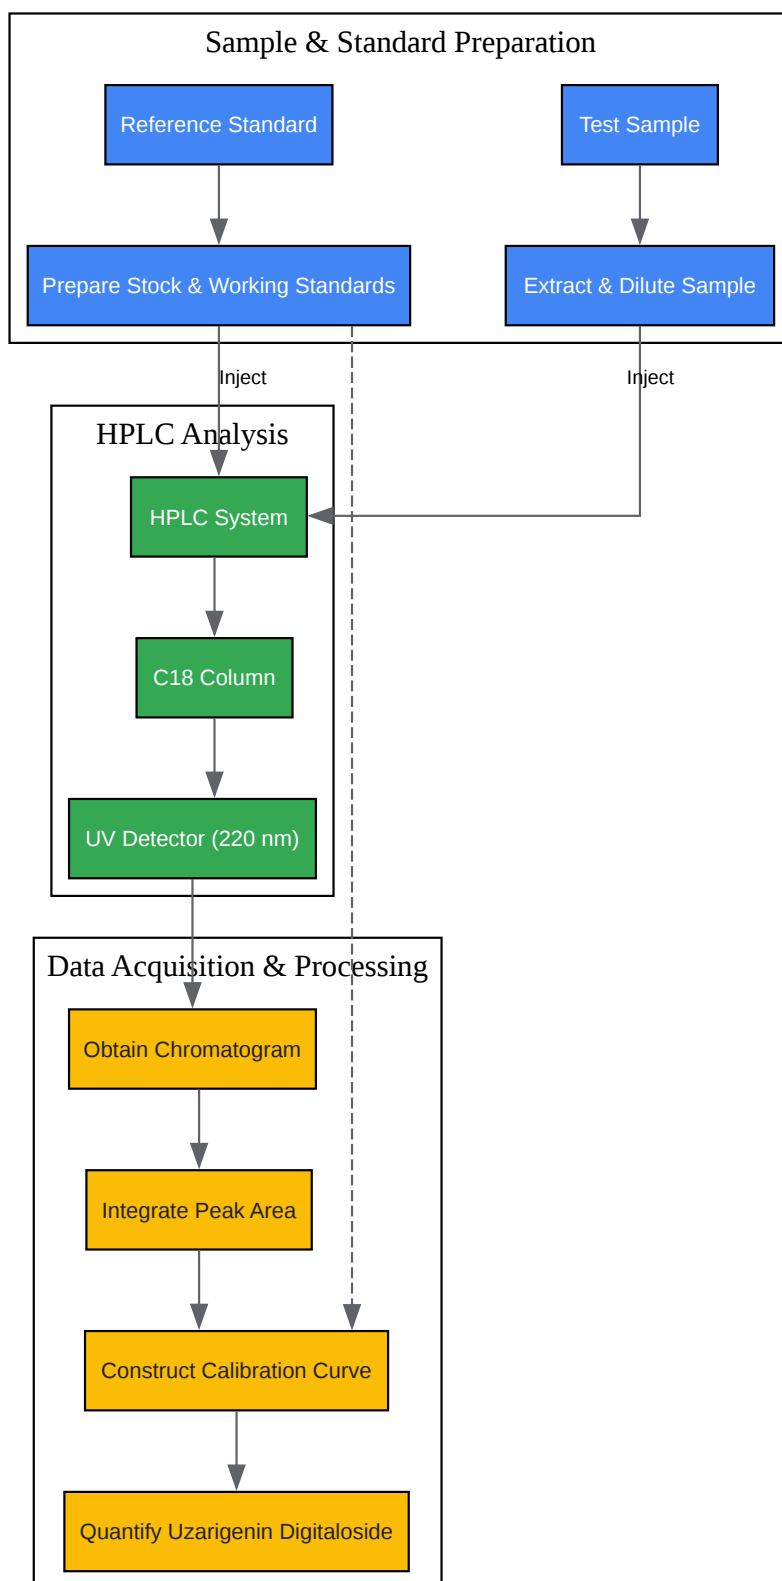 Sample & Standard Preparation
Reference Standard
Test Sample
Prepare Stock & Working Standards
Extract & Dilute Sample
Inject
Inject
HPLC Analysis
HPLC System
C18 Column
UV Detector (220 nm)
Data Acquisition & Processing
Obtain Chromatogram
Integrate Peak Area
Construct Calibration Curve
Quantify Uzarigenin Digitaloside